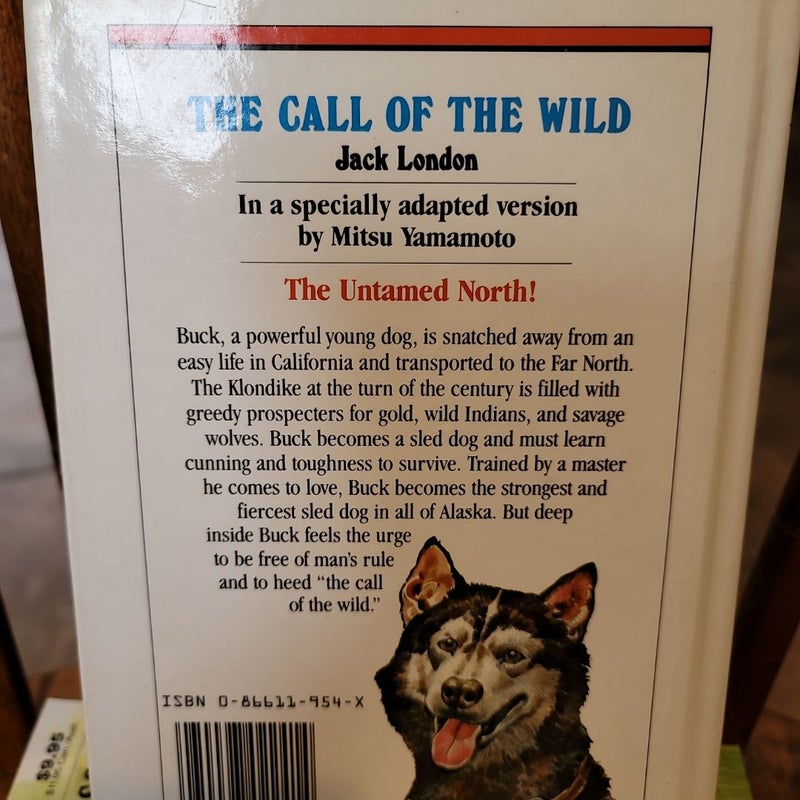 THE CALL OF THE WILD
Jack London
In a specially adapted version
by Mitsu Yamamoto
The Untamed North!
Buck, a powerful young dog, is snatched away from an
easy life in California and transported to the Far North.
The Klondike at the turn of the century is filled with
greedy prospecters for gold, wild Indians, and savage
wolves. Buck becomes a sled dog and must learn
cunning and toughness to survive. Trained by a master
he comes to love, Buck becomes the strongest and
fiercest sled dog in all of Alaska. But deep
inside Buck feels the urge
to be free of man's rule
and to heed "the call
of the wild."
ISBN 0-86611-954-X
$9.95